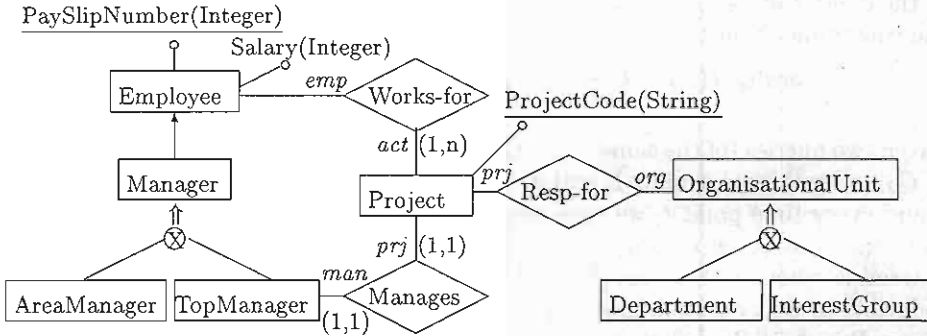 PaySlipNumber(Integer)
Salary(Integer)
Employee
emp
Works-for
ProjectCode(String)
act (1,n)
Manager
Project
prj
Resp-for
org
OrganisationalUnit
X
prj (1,1)
X
man
AreaManager
TopManager
(1,1)
Manages
Department
InterestGroup